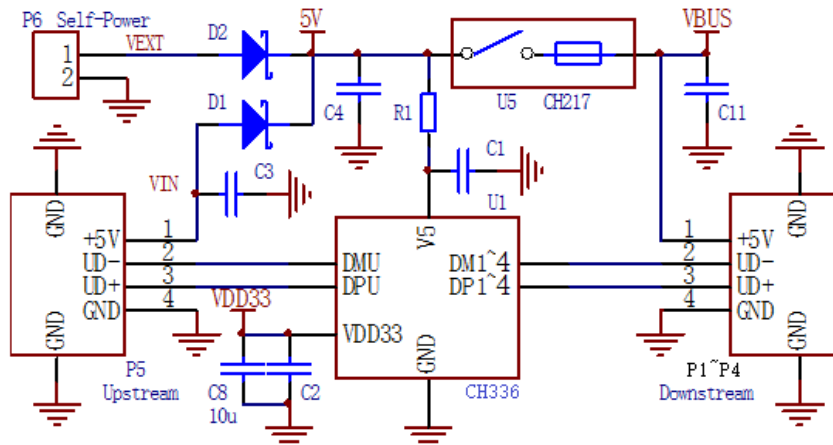 P6 Self-Power
VEXT
D2
5V
VBUS
1
2
D1
C4
R1
U5
CH217
C11
VIN
C3
C1
U1
GND
+5V
UD-
UD+
GND
GND
1
2
3
4
V5
DMU
DPU
VDD33
GND
DM1~4
DP1~4
1
2
3
4
GND
+5V
UD-
UD+
GND
GND
VDD33
C8
10u
C2
P5
Upstream
CH336
P1~P4
Downstream